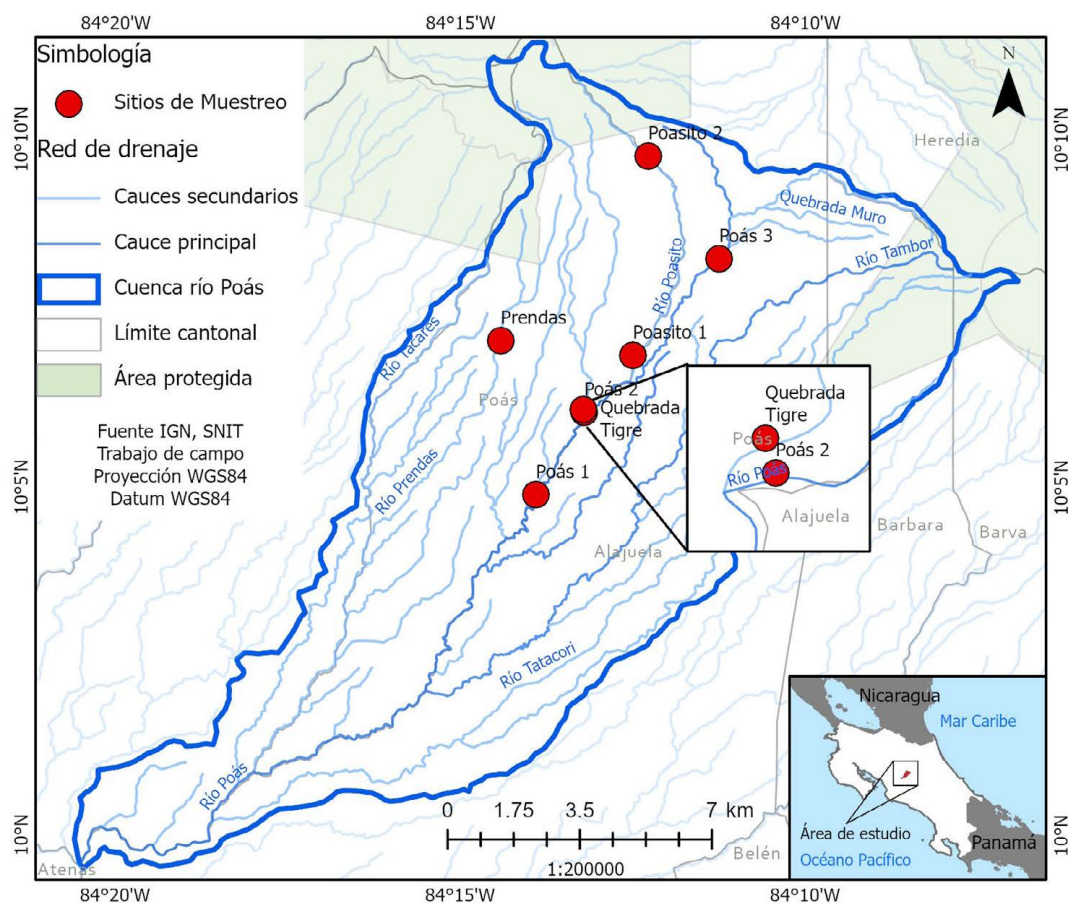 84°20'W
84°15'W
84°10'W
Simbología
Sitios de Muestreo
Red de drenaje
Cauces secundarios
Cauce principal
Cuenca río Poás
Límite cantonal
Área protegida
Fuente IGN, SNIT
Trabajo de campo
Proyección WGS84
Datum WGS84
N
10°10'N
10°10'N
Heredia
Poasito 2
Quebrada Muro
Poás 3
Río Tambor
Río Poasito
Prendas
Poasito 1
Río Tacares
Poás
Poás 2
Quebrada
Tigre
Quebrada
Tigre
Poás
Poás 2
Río Poás
Alajuela
Poás 1
10°5'N
10°5'N
Río Prendas
Alajuela
Barbara
Barva
Río Tatacori
Río Poás
0 1.75 3.5 7 km
1:200000
Nicaragua
Mar Caribe
Área de estudio
Panamá
Océano Pacífico
10°N
10°N
Atenas
Belén
84°20'W
84°15'W
84°10'W